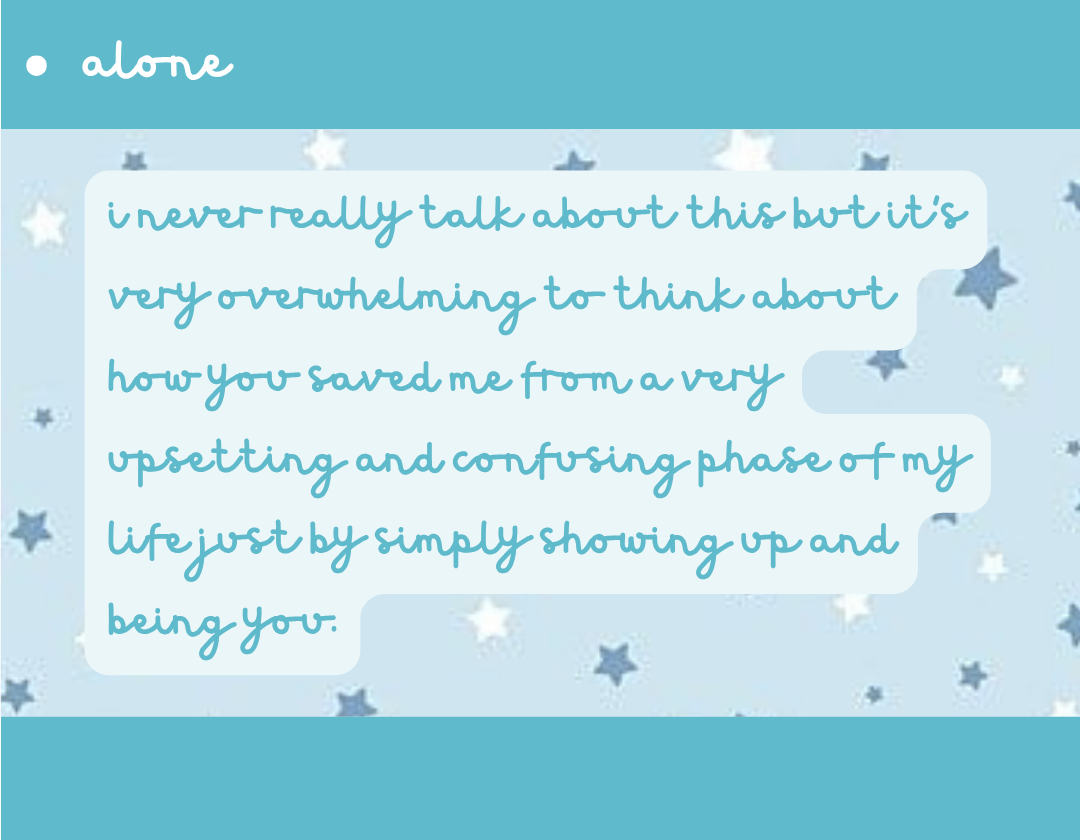 • alone
i never really talk about this but it's
very overwhelming to think about
how you saved me from a very
upsetting and confusing phase of my
life just by simply showing up and
being you.